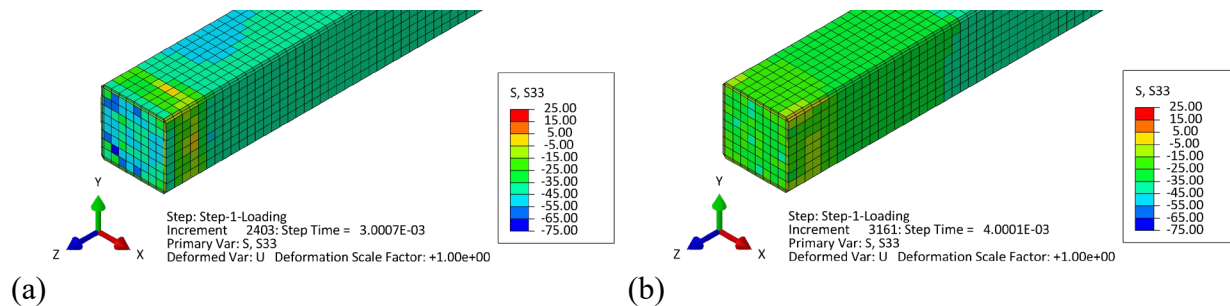 S, S33
25.00
5.00
-5.00
-15.00
-25.00
-35.00
-45.00
-55.00
-65.00
-75.00
Y
Z
X
Step: Step-1-Loading
Increment 2403: Step Time = 3.0007E-03
Primary Var: S, S33
Deformed Var: U Deformation Scale Factor: +1.00e+00
(a)
S, S33
25.00
5.00
-5.00
-15.00
-25.00
-35.00
-45.00
-55.00
-65.00
-75.00
Y
Z
X
Step: Step-1-Loading
Increment 3161: Step Time = 4.0001E-03
Primary Var: S, S33
Deformed Var: U Deformation Scale Factor: +1.00e+00
(b)